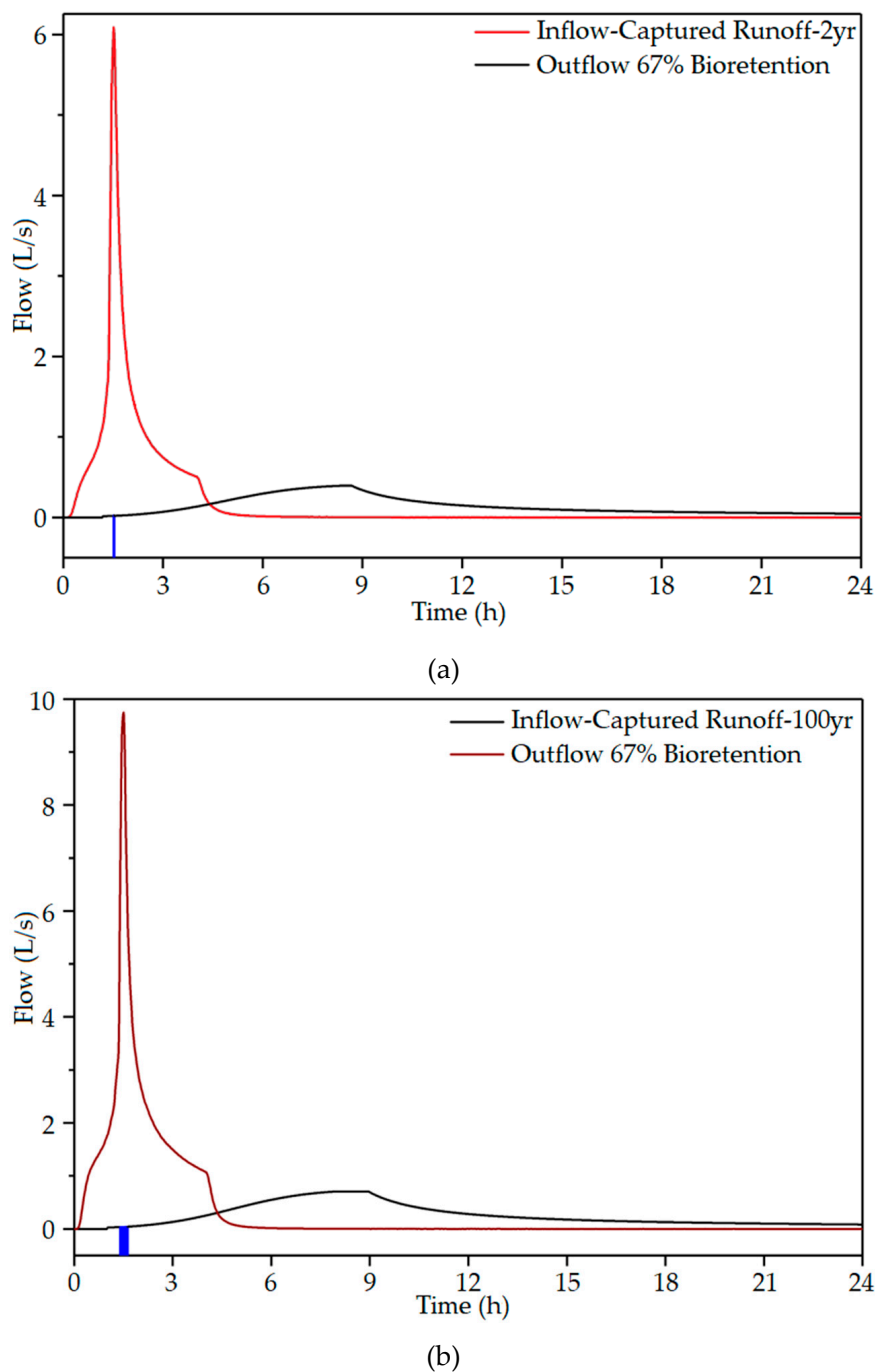 Inflow-Captured Runoff-2yr
Outflow 67% Bioretention
6
4
2
0
Flow (L/s)
0 3 6 9 12 15 18 21 24
Time (h)
(a)
Inflow-Captured Runoff-100yr
Outflow 67% Bioretention
10
8
6
4
2
0
Flow (L/s)
0 3 6 9 12 15 18 21 24
Time (h)
(b)